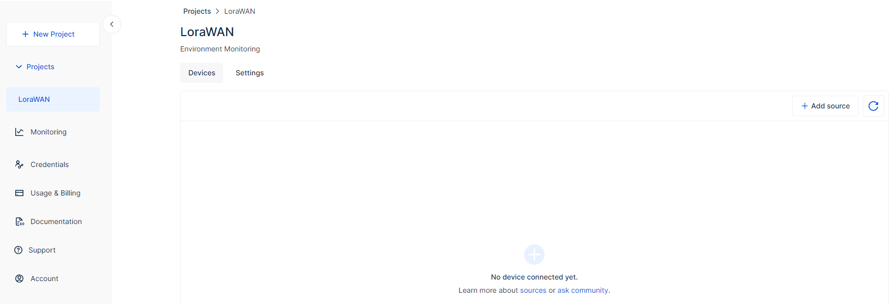 Projects > LoraWAN
New Project
LoraWAN
Environment Monitoring
Projects
Devices
Settings
LoraWAN
Add source
Monitoring
Credentials
Usage & Billing
Documentation
Support
Account
No device connected yet.
Learn more about sources or ask community.